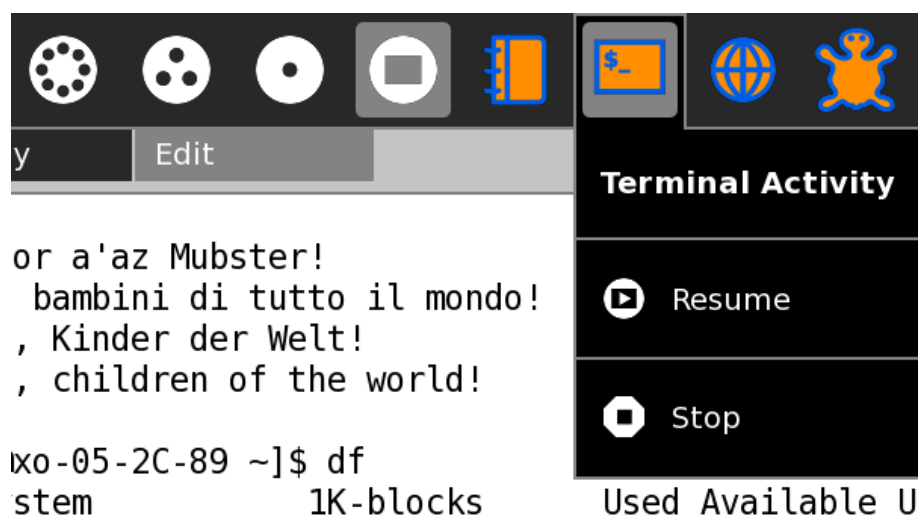 $_
y Edit
Terminal Activity
or a'az Mubster!
bambini di tutto il mondo!
Resume
, Kinder der Welt!
, children of the world!
Stop
xo-05-2C-89 ~]$ df
stem 1K-blocks Used Available U